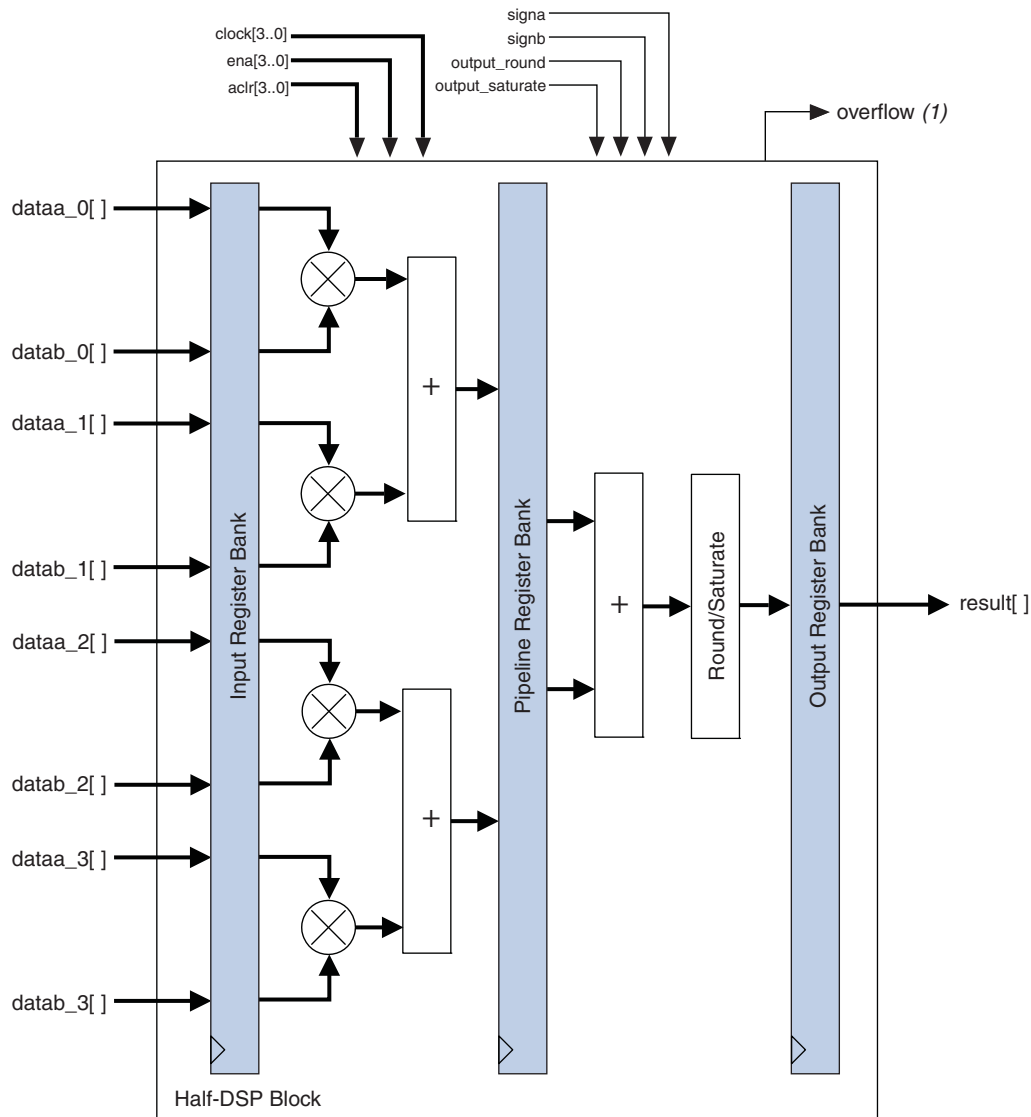 clock[3..0]
ena[3..0]
aclr[3..0]
signa
signb
output_round
output_saturate
overflow (1)
dataa_0[ ]
datab_0[ ]
dataa_1[ ]
datab_1[ ]
dataa_2[ ]
datab_2[ ]
dataa_3[ ]
datab_3[ ]
Input Register Bank
+
+
Pipeline Register Bank
+
Round/Saturate
Output Register Bank
result[ ]
Half-DSP Block